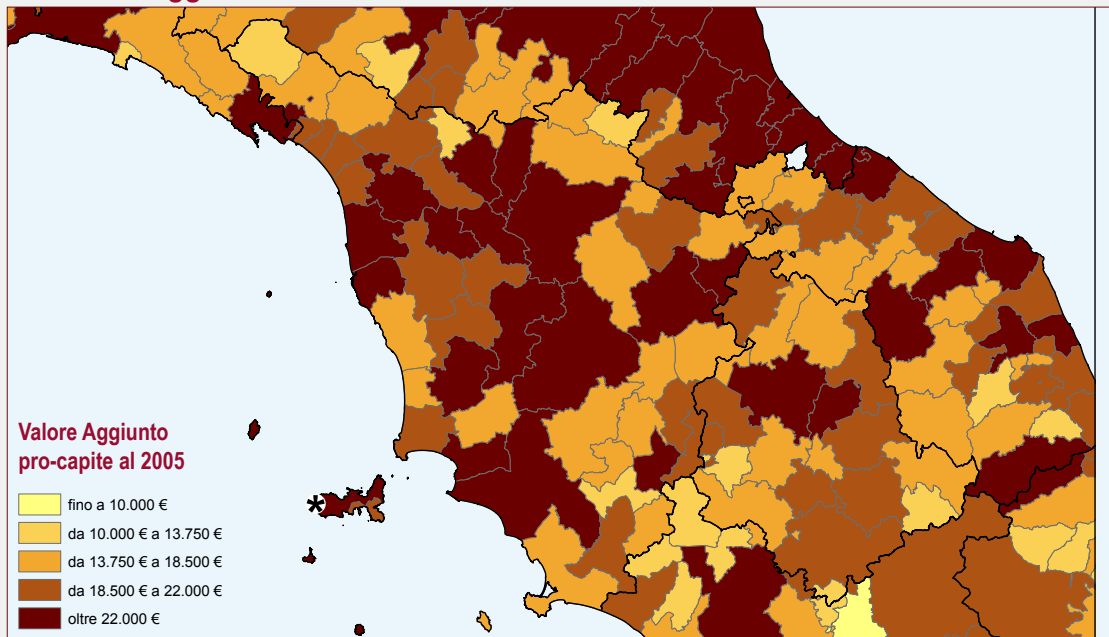 Valore Aggiunto
pro-capite al 2005
fino a 10.000 €
da 10.000 € a 13.750 €
da 13.750 € a 18.500 €
da 18.500 € a 22.000 €
oltre 22.000 €
*